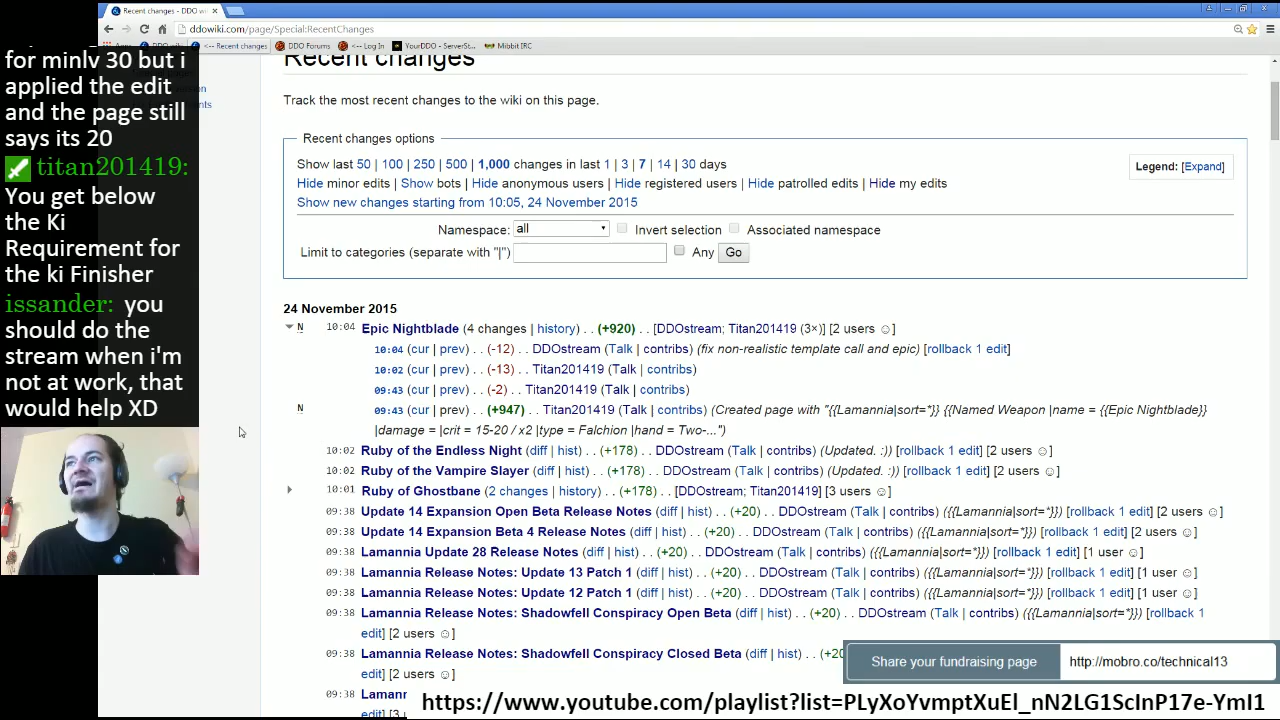 for minlv 30 but i
applied the edit
and the page still
says its 20
titan201419:
You get below
the Ki
Requirement for
the ki Finisher
issander: you
should do the
stream when i'm
not at work, that
would help XD
Recent changes - DDO wi
ddowiki.com/page/Special:RecentChanges
<-- Recent changes
DDO Forums
<-- Log In
YourDDO - ServerSt...
Mibbit IRC
Recent changes
Track the most recent changes to the wiki on this page.
Recent changes options
Show last 50 | 100 | 250 | 500 | 1,000 changes in last 1 | 3 | 7 | 14 | 30 days
Hide minor edits | Show bots | Hide anonymous users | Hide registered users | Hide patrolled edits | Hide my edits
Show new changes starting from 10:05, 24 November 2015
Legend: [Expand]
Namespace: all Invert selection Associated namespace
Limit to categories (separate with "|") Any Go
24 November 2015
N 10:04 Epic Nightblade (4 changes | history) . . (+920) . . [DDOstream; Titan201419 (3×)] [2 users ☺]
10:04 (cur | prev) . . (-12) . . DDOstream (Talk | contribs) (fix non-realistic template call and epic) [rollback 1 edit]
10:02 (cur | prev) . . (-13) . . Titan201419 (Talk | contribs)
09:43 (cur | prev) . . (-2) . . Titan201419 (Talk | contribs)
N 09:43 (cur | prev) . . (+947) . . Titan201419 (Talk | contribs) (Created page with "{{Lamannia|sort=*}} {{Named Weapon |name = {{Epic Nightblade}}
|damage = |crit = 15-20 / x2 |type = Falchion |hand = Two-...")
10:02 Ruby of the Endless Night (diff | hist) . . (+178) . . DDOstream (Talk | contribs) (Updated. :)) [rollback 1 edit] [2 users ☺]
10:02 Ruby of the Vampire Slayer (diff | hist) . . (+178) . . DDOstream (Talk | contribs) (Updated. :)) [rollback 1 edit] [2 users ☺]
10:01 Ruby of Ghostbane (2 changes | history) . . (+178) . . [DDOstream; Titan201419] [3 users ☺]
09:38 Update 14 Expansion Open Beta Release Notes (diff | hist) . . (+20) . . DDOstream (Talk | contribs) ({{Lamannia|sort=*}}) [rollback 1 edit] [2 users ☺]
09:38 Update 14 Expansion Beta 4 Release Notes (diff | hist) . . (+20) . . DDOstream (Talk | contribs) ({{Lamannia|sort=*}}) [rollback 1 edit] [2 users ☺]
09:38 Lamannia Update 28 Release Notes (diff | hist) . . (+20) . . DDOstream (Talk | contribs) ({{Lamannia|sort=*}}) [rollback 1 edit] [1 user ☺]
09:38 Lamannia Release Notes: Update 13 Patch 1 (diff | hist) . . (+20) . . DDOstream (Talk | contribs) ({{Lamannia|sort=*}}) [rollback 1 edit] [1 user ☺]
09:38 Lamannia Release Notes: Update 12 Patch 1 (diff | hist) . . (+20) . . DDOstream (Talk | contribs) ({{Lamannia|sort=*}}) [rollback 1 edit] [1 user ☺]
09:38 Lamannia Release Notes: Shadowfell Conspiracy Open Beta (diff | hist) . . (+20) . . DDOstream (Talk | contribs) ({{Lamannia|sort=*}}) [rollback 1
edit] [2 users ☺]
09:38 Lamannia Release Notes: Shadowfell Conspiracy Closed Beta (diff | hist) . . (+20
edit] [2 users ☺]
Share your fundraising page http://mobro.co/technical13
https://www.youtube.com/playlist?list=PLyXoYvmptXuEl_nN2LG1ScInP17e-YmI1